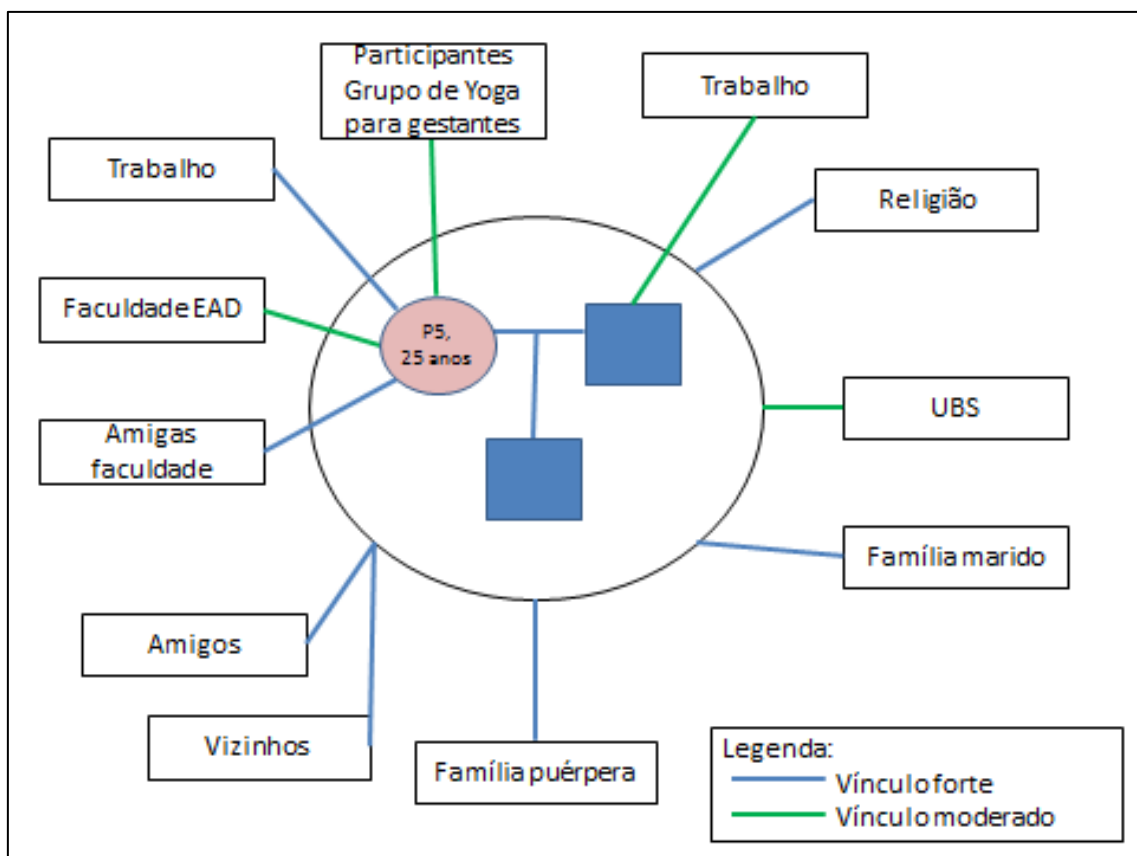 Participantes
Grupo de Yoga
para gestantes
Trabalho
Trabalho
Religião
Faculdade EAD
P5,
25 anos
UBS
Amigas
faculdade
Família marido
Amigos
Vizinhos
Família puérpera
Legenda:
Vínculo forte
Vínculo moderado